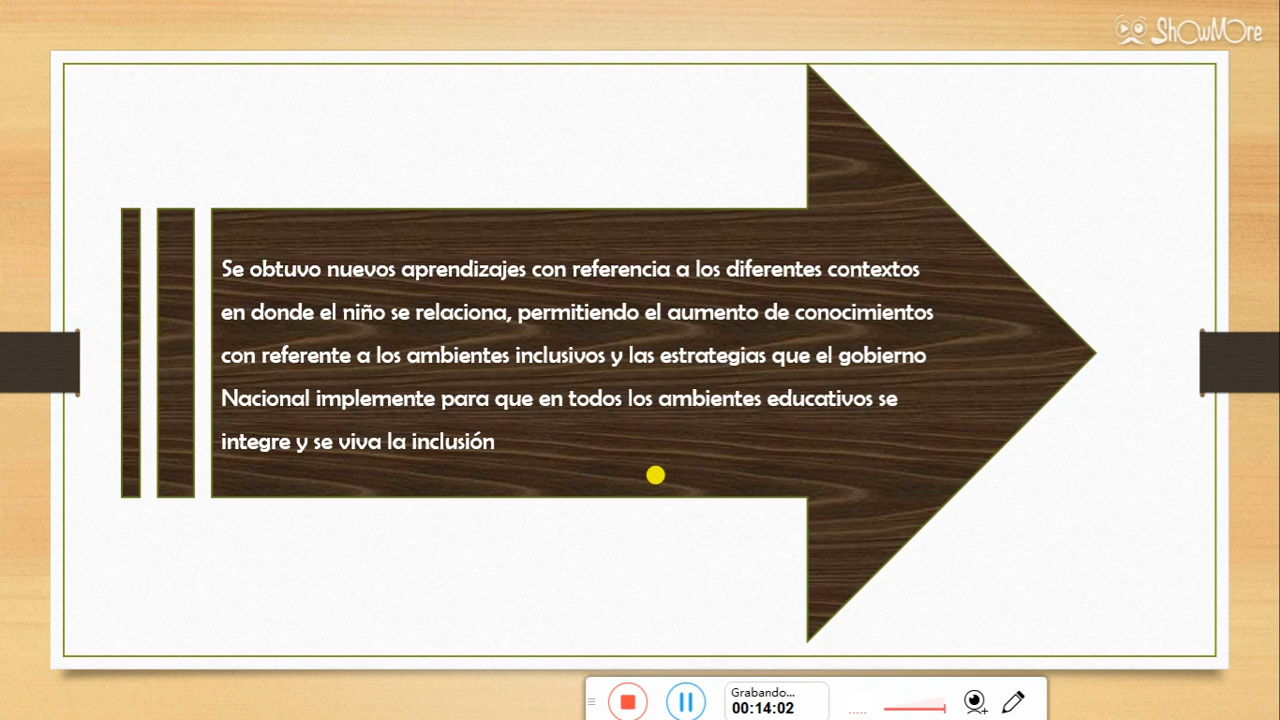 ShowMore
Se obtuvo nuevos aprendizajes con referencia a los diferentes contextos
en donde el niño se relaciona, permitiendo el aumento de conocimientos
con referente a los ambientes inclusivos y las estrategias que el gobierno
Nacional implemente para que en todos los ambientes educativos se
integre y se viva la inclusión
Grabando...
00:14:02